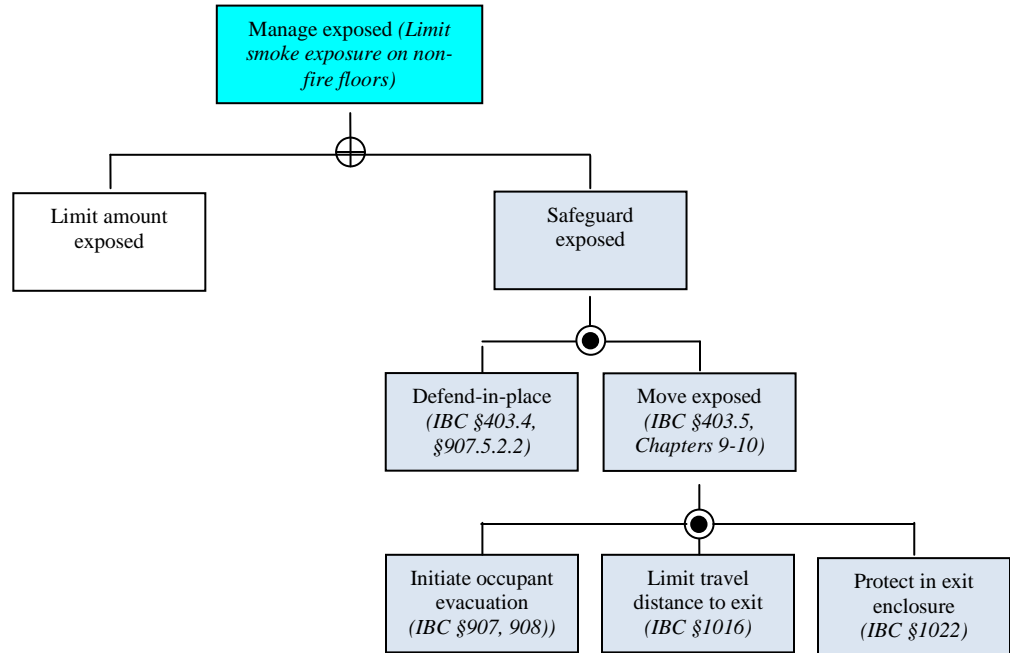 Manage exposed (Limit
smoke exposure on non-
fire floors)
Limit amount
exposed
Safeguard
exposed
Defend-in-place
(IBC §403.4,
§907.5.2.2)
Move exposed
(IBC §403.5,
Chapters 9-10)
Initiate occupant
evacuation
(IBC §907, 908))
Limit travel
distance to exit
(IBC §1016)
Protect in exit
enclosure
(IBC §1022)